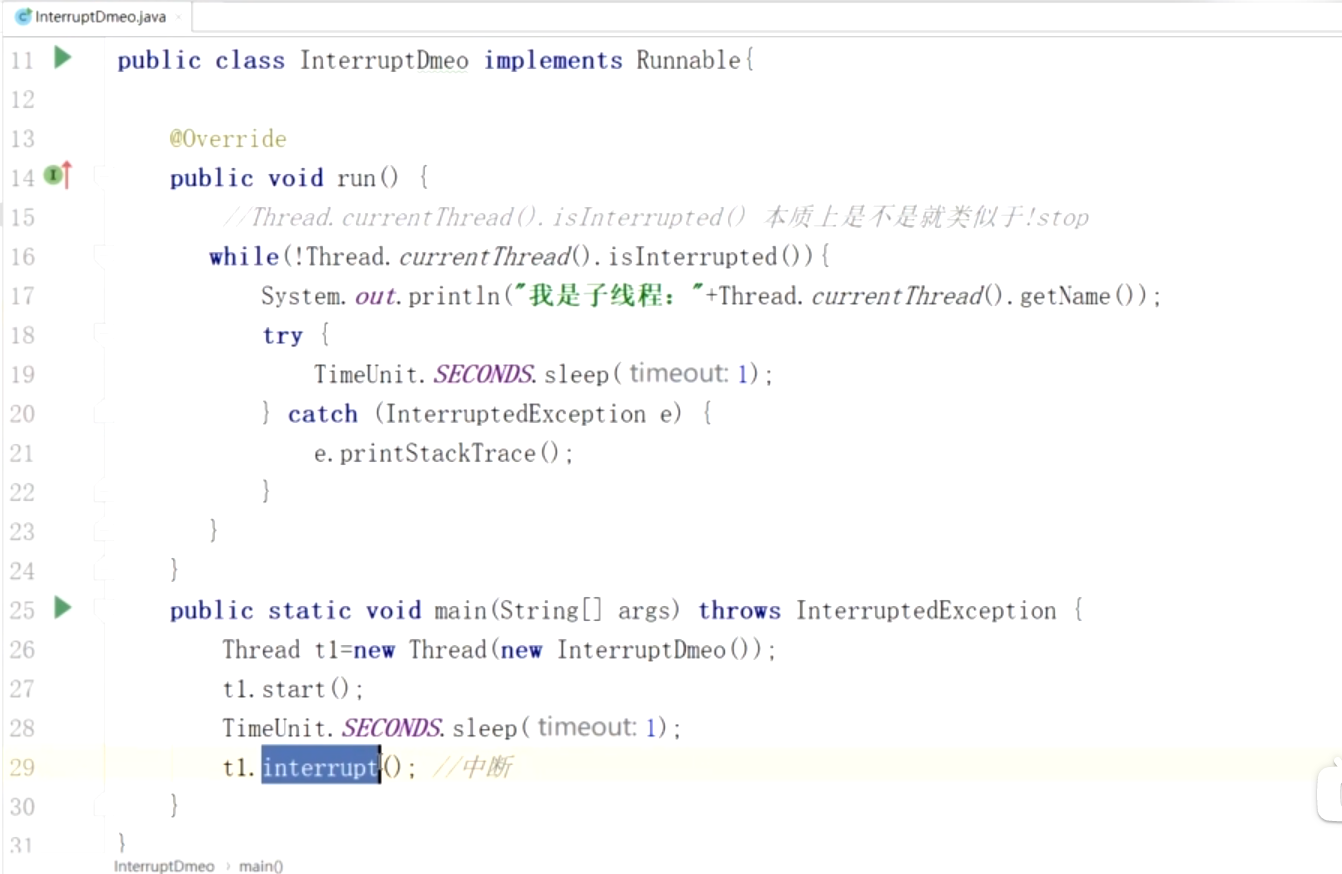 InterruptDmeo.java
11 public class InterruptDmeo implements Runnable{
12
13 @Override
14 public void run() {
15 //Thread.currentThread().isInterrupted() 本质上是不是就类似于!stop
16 while(!Thread.currentThread().isInterrupted()){
17 System.out.println("我是子线程："+Thread.currentThread().getName());
18 try {
19 TimeUnit.SECONDS.sleep( timeout: 1);
20 } catch (InterruptedException e) {
21 e.printStackTrace();
22 }
23 }
24 }
25 public static void main(String[] args) throws InterruptedException {
26 Thread t1=new Thread(new InterruptDmeo());
27 t1.start();
28 TimeUnit.SECONDS.sleep( timeout: 1);
29 t1.interrupt(); //中断
30 }
31 }
InterruptDmeo › main()